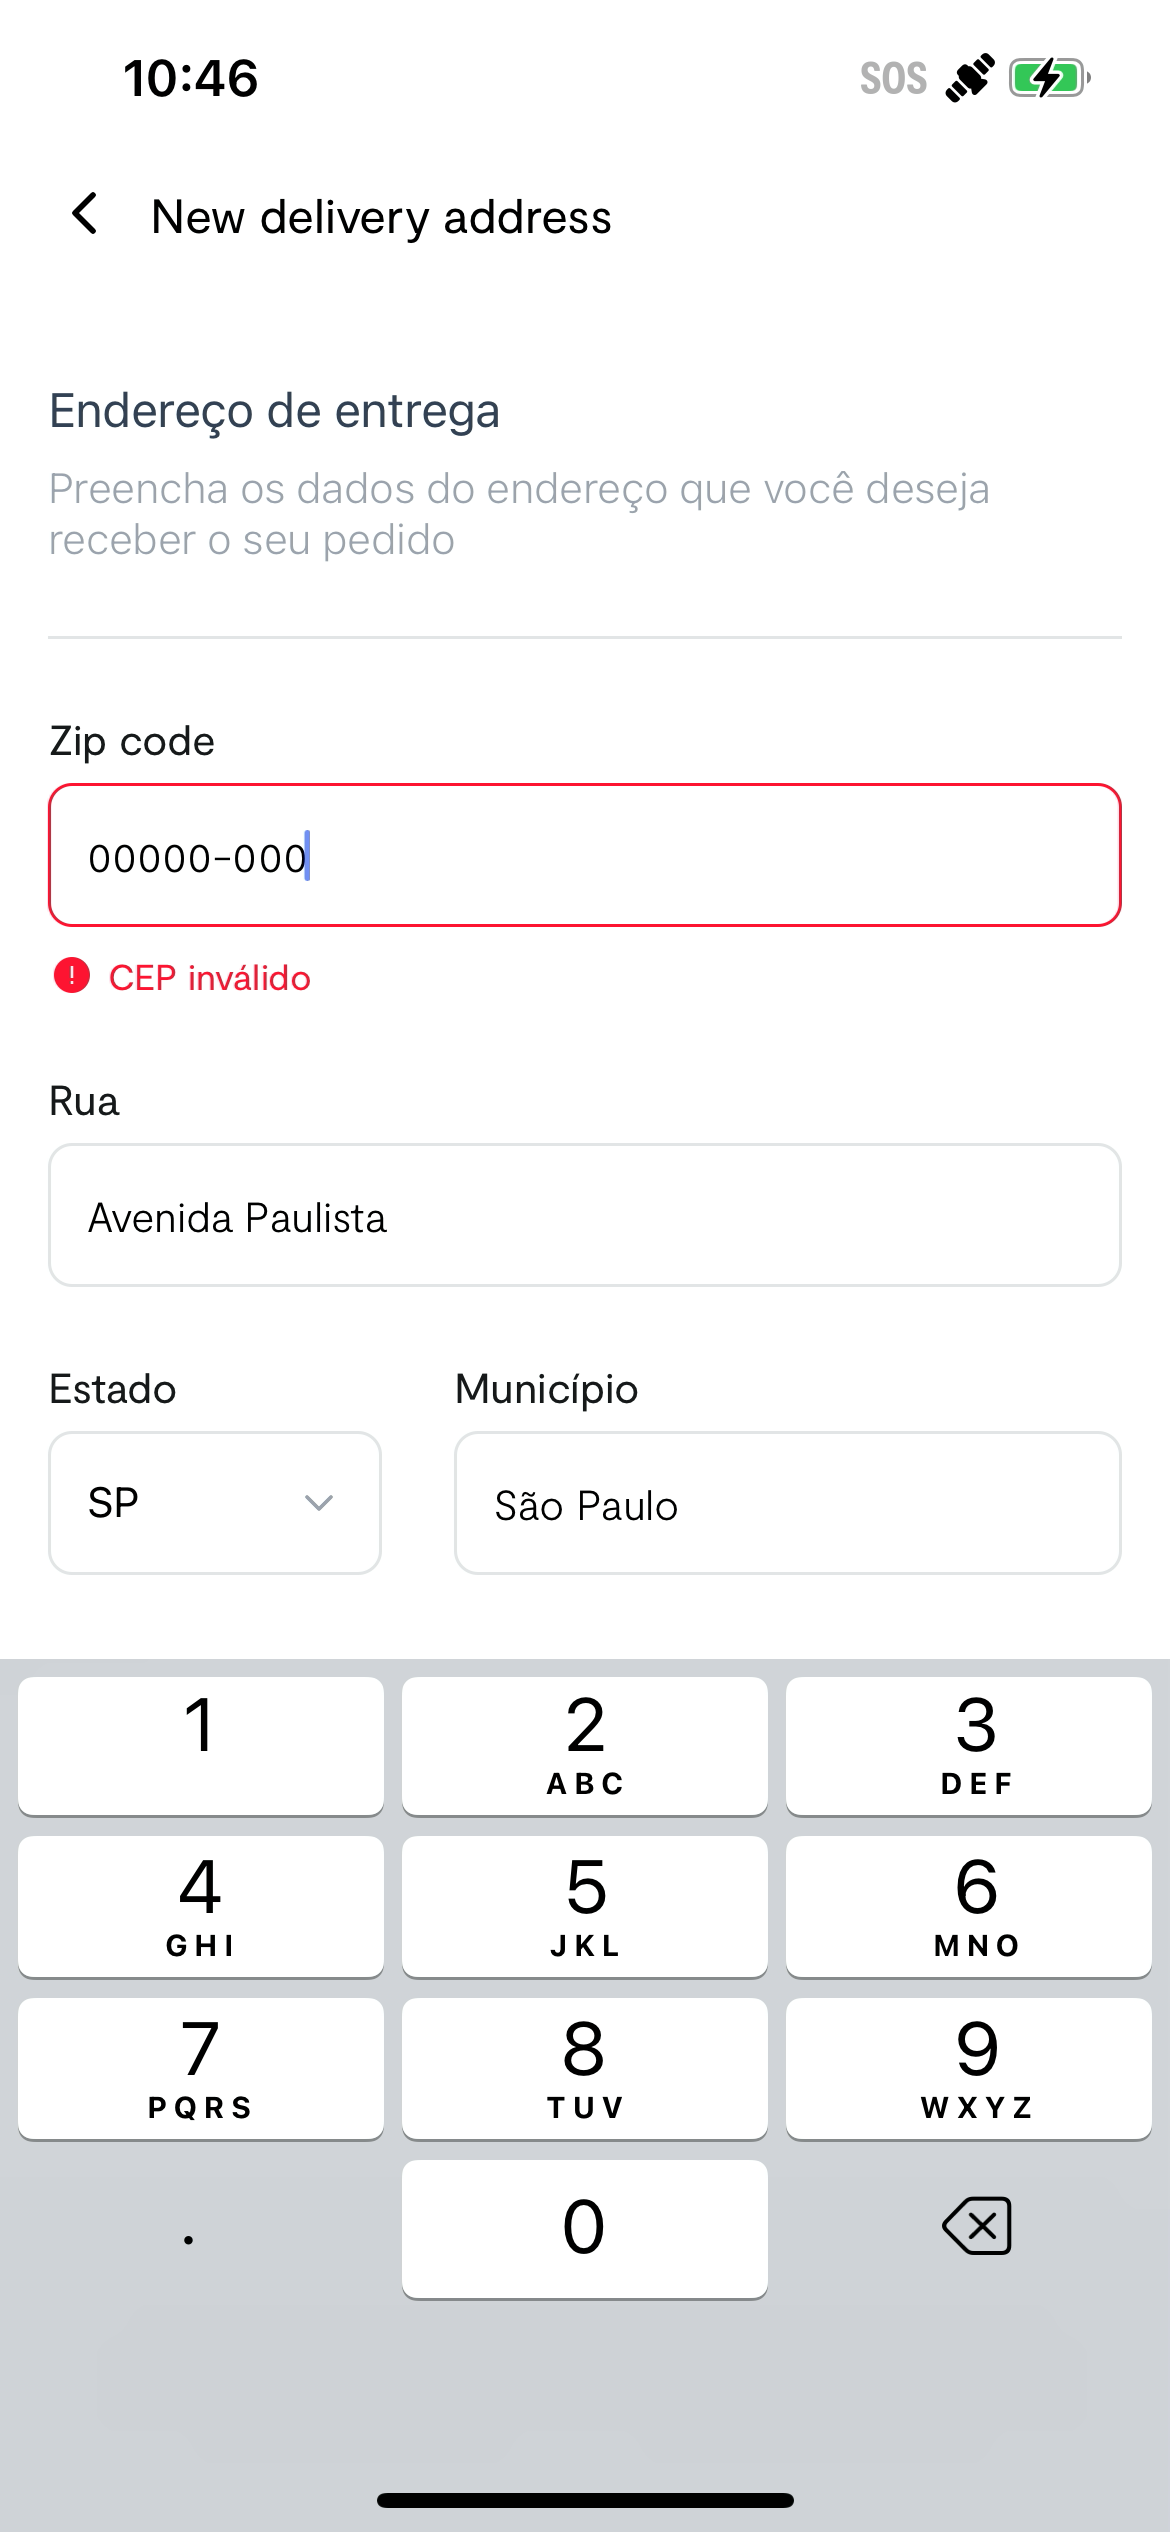 10:46 SOS
New delivery address
Endereço de entrega
Preencha os dados do endereço que você deseja
receber o seu pedido
Zip code
00000-000
! CEP inválido
Rua
Avenida Paulista
Estado Município
SP São Paulo
1 2 3
ABC DEF
4 5 6
GHI JKL MNO
7 8 9
PQRS TUV WXYZ
. 0